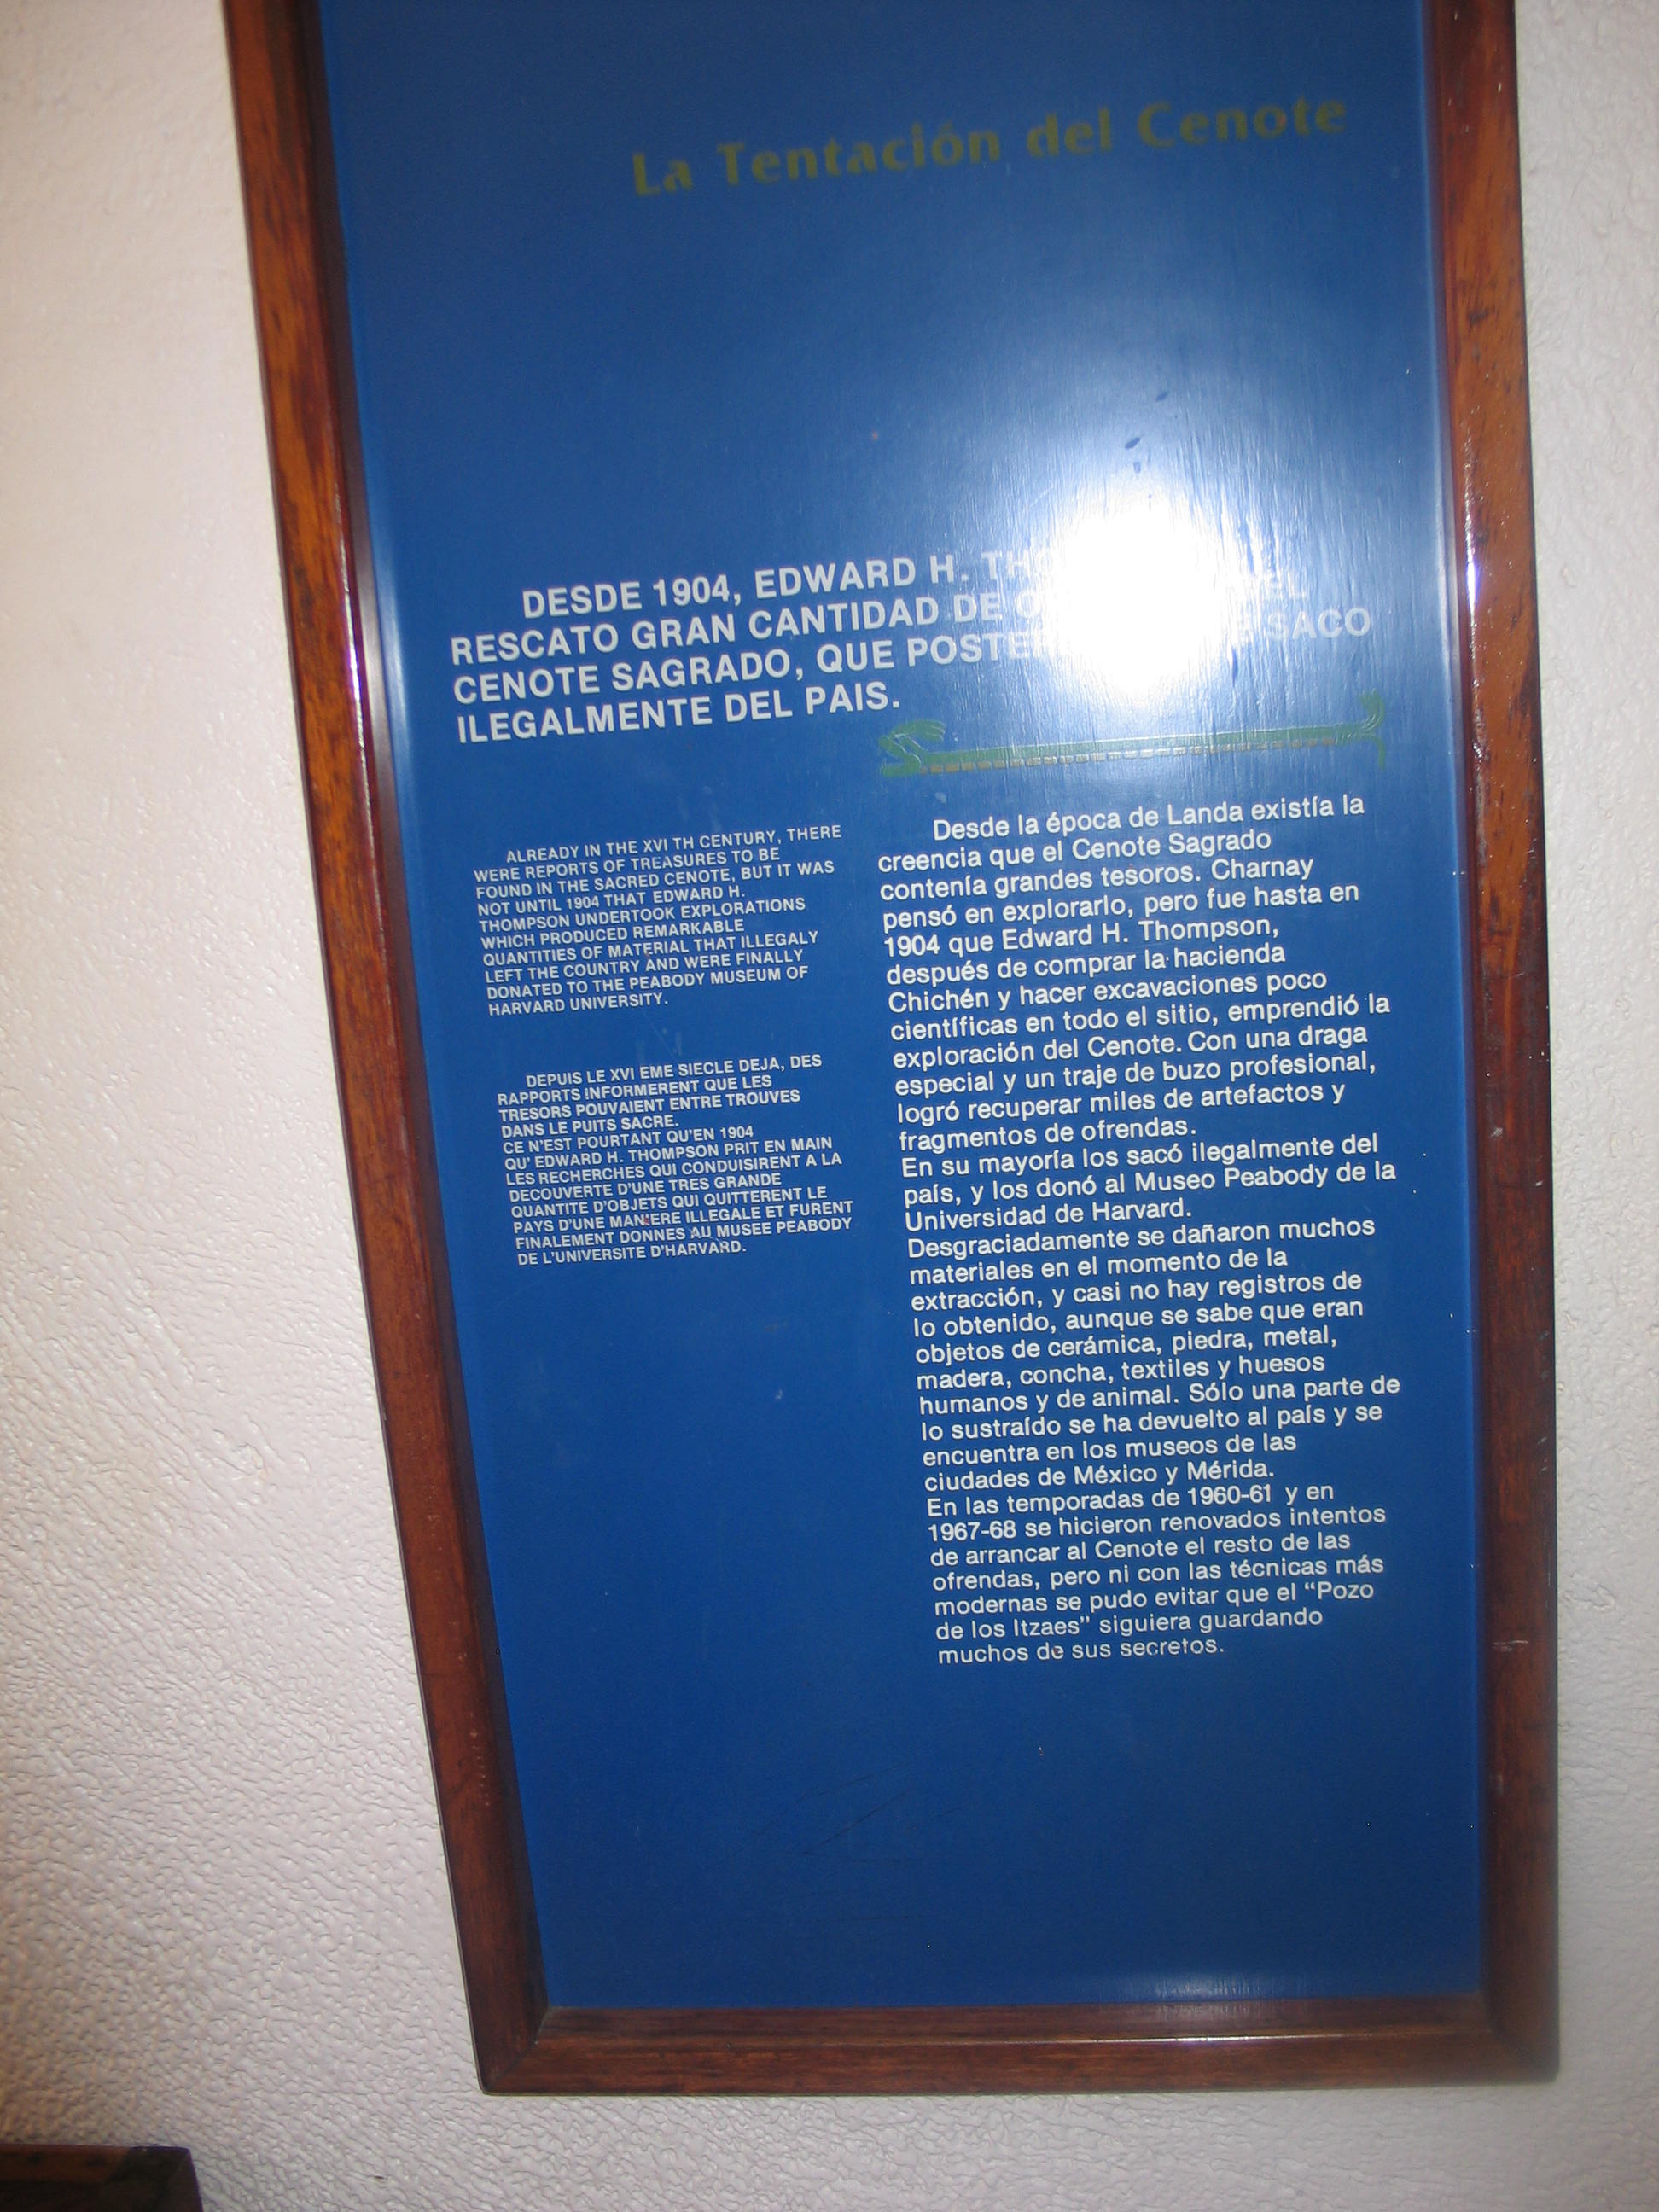 La Tentación del Cenote
DESDE 1904, EDWARD H.
RESCATO GRAN CANTIDAD DE
CENOTE SAGRADO, QUE SACO
ILEGALMENTE DEL PAIS.
ALREADY IN THE XVI TH CENTURY, THERE
WERE REPORTS OF TREASURES TO BE
FOUND IN THE SACRED CENOTE, BUT IT WAS
NOT UNTIL 1904 THAT EDWARD H.
THOMPSON UNDERTOOK EXPLORATIONS
WHICH PRODUCED REMARKABLE
QUANTITIES OF MATERIAL THAT ILLEGALY
LEFT THE COUNTRY AND WERE FINALLY
DONATED TO THE PEABODY MUSEUM OF
HARVARD UNIVERSITY.
DEPUIS LE XVI EME SIECLE DEJA, DES
RAPPORTS INFORMERENT QUE LES
TRESORS POUVAIENT ENTRE TROUVES
DANS LE PUITS SACRE.
CE N'EST POURTANT QU'EN 1904
QU' EDWARD H. THOMPSON PRIT EN MAIN
LES RECHERCHES QUI CONDUISIRENT A LA
DECOUVERTE D'UNE TRES GRANDE
QUANTITE D'OBJETS QUI QUITTERENT LE
PAYS D'UNE MANIERE ILLEGALE ET FURENT
FINALEMENT DONNES AU MUSEE PEABODY
DE L'UNIVERSITE D'HARVARD.
Desde la época de Landa existía la
creencia que el Cenote Sagrado
contenía grandes tesoros. Charnay
pensó en explorarlo, pero fue hasta en
1904 que Edward H. Thompson,
después de comprar la hacienda
Chichén y hacer excavaciones poco
científicas en todo el sitio, emprendió la
exploración del Cenote. Con una draga
especial y un traje de buzo profesional,
logró recuperar miles de artefactos y
fragmentos de ofrendas.
En su mayoría los sacó ilegalmente del
país, y los donó al Museo Peabody de la
Universidad de Harvard.
Desgraciadamente se dañaron muchos
materiales en el momento de la
extracción, y casi no hay registros de
lo obtenido, aunque se sabe que eran
objetos de cerámica, piedra, metal,
madera, concha, textiles y huesos
humanos y de animal. Sólo una parte de
lo sustraído se ha devuelto al país y se
encuentra en los museos de las
ciudades de México y Mérida.
En las temporadas de 1960-61 y en
1967-68 se hicieron renovados intentos
de arrancar al Cenote el resto de las
ofrendas, pero ni con las técnicas más
modernas se pudo evitar que el "Pozo
de los Itzaes" siguiera guardando
muchos de sus secretos.